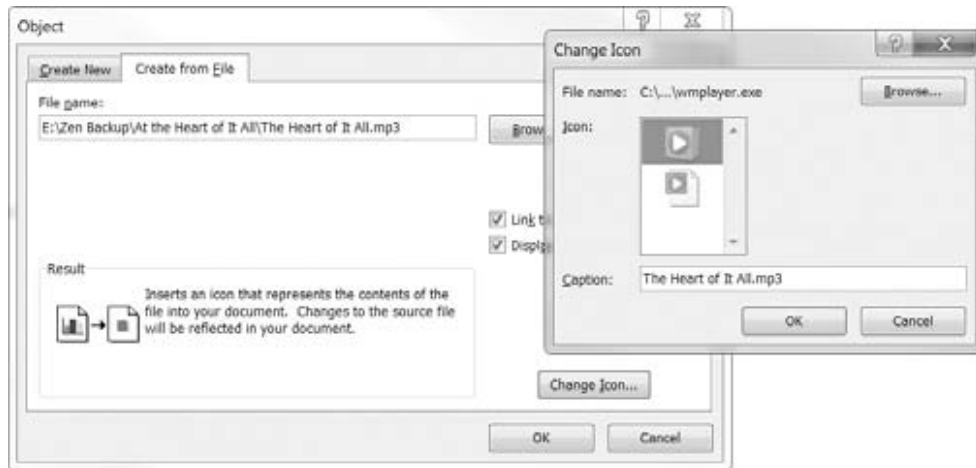 Object
Create New
Create from File
File name:
E:\Zen Backup\At the Heart of It All\The Heart of It All.mp3
Brow
Link t
Display
Result
Inserts an icon that represents the contents of the
file into your document. Changes to the source file
will be reflected in your document.
Change Icon...
OK
Cancel
Change Icon
File name: C:\...\wmplayer.exe
Browse...
Icon:
Caption:
The Heart of It All.mp3
OK
Cancel